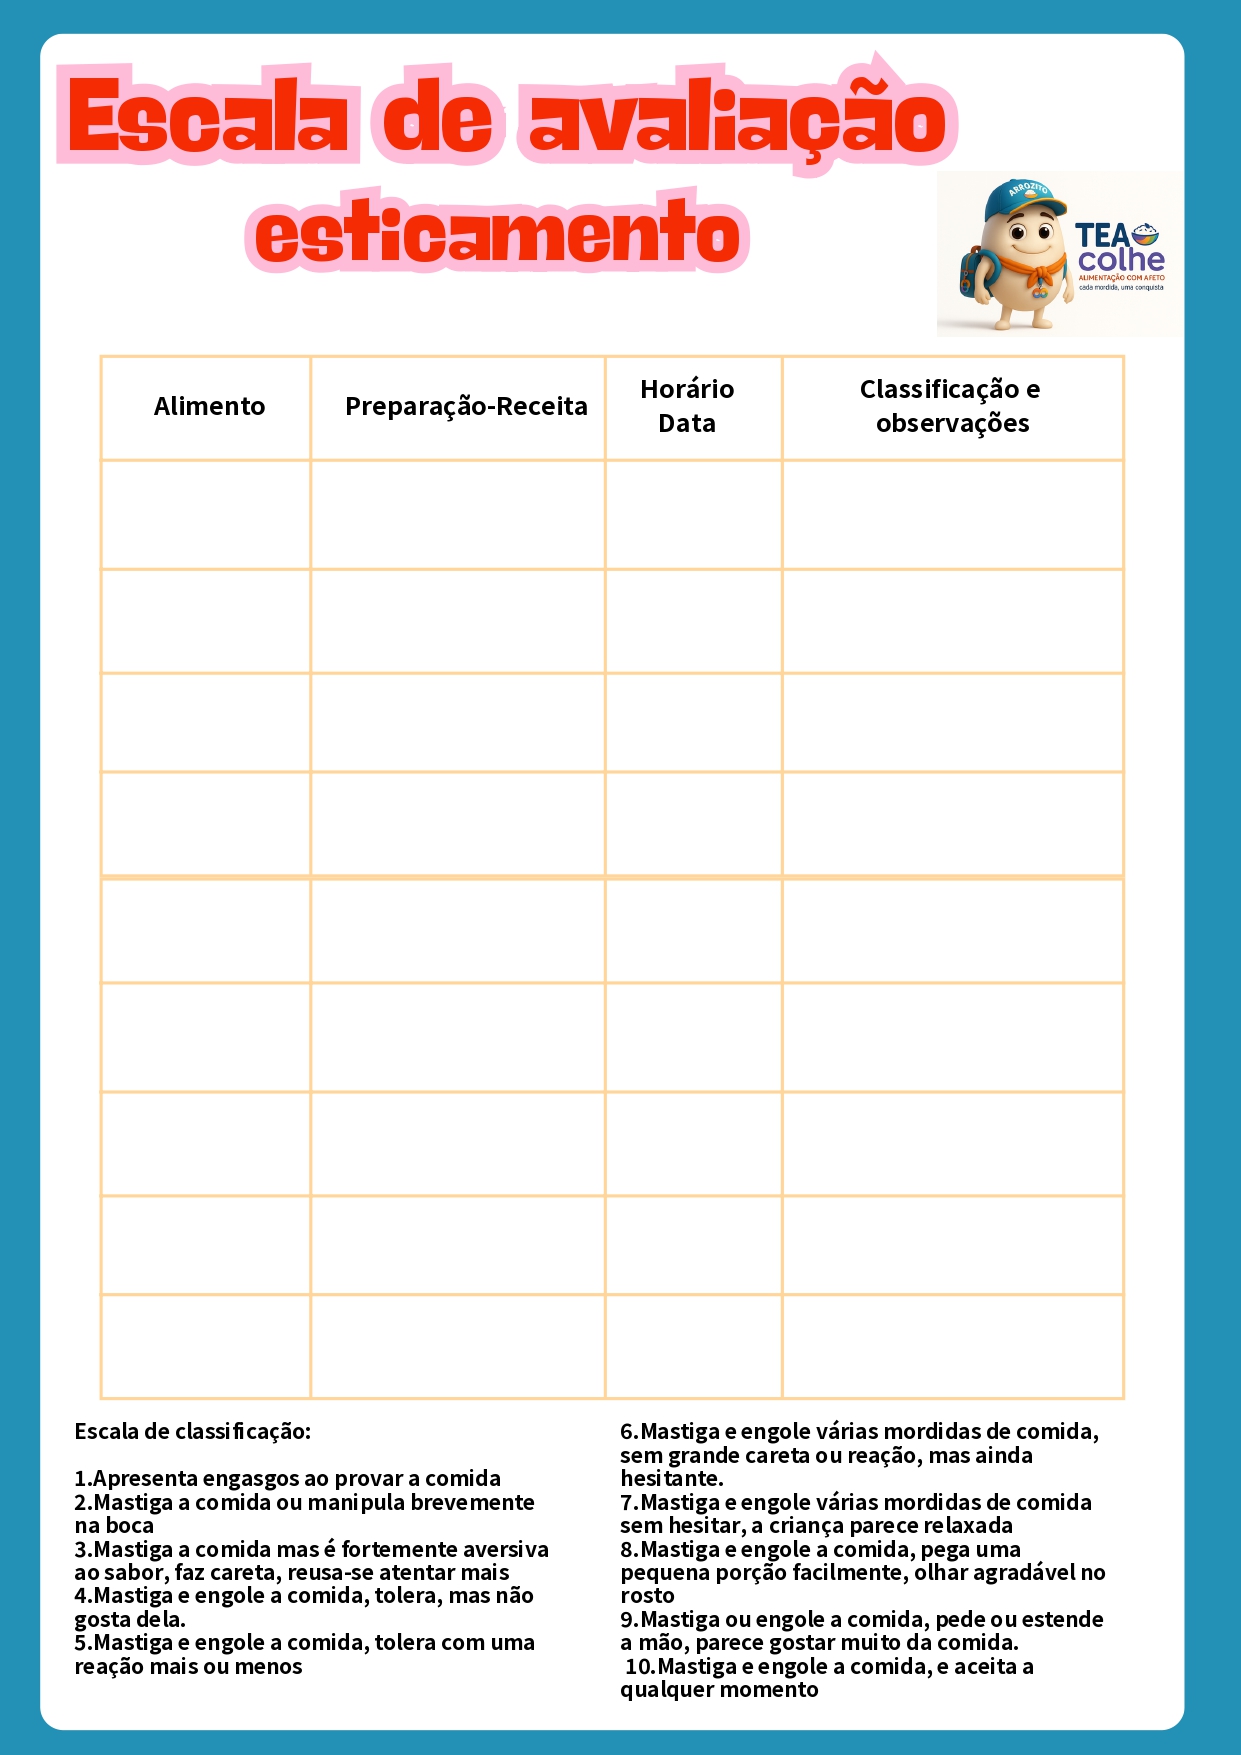 Escala de avaliação
esticamento
ARROZITO
TEA
colhe
ALIMENTAÇÃO COM AFETO
cada mordida, uma conquista
Alimento
Preparação-Receita
Horário
Data
Classificação e
observações
Escala de classificação:
1.Apresenta engasgos ao provar a comida
2.Mastiga a comida ou manipula brevemente
na boca
3.Mastiga a comida mas é fortemente aversiva
ao sabor, faz careta, reusa-se atentar mais
4.Mastiga e engole a comida, tolera, mas não
gosta dela.
5.Mastiga e engole a comida, tolera com uma
reação mais ou menos
6.Mastiga e engole várias mordidas de comida,
sem grande careta ou reação, mas ainda
hesitante.
7.Mastiga e engole várias mordidas de comida
sem hesitar, a criança parece relaxada
8.Mastiga e engole a comida, pega uma
pequena porção facilmente, olhar agradável no
rosto
9.Mastiga ou engole a comida, pede ou estende
a mão, parece gostar muito da comida.
10.Mastiga e engole a comida, e aceita a
qualquer momento